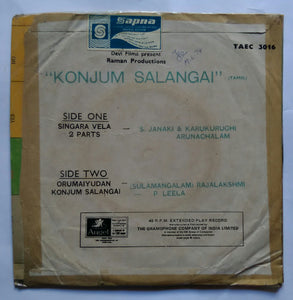 Sapna
TAEC 3016
Devi Films present
Raman Productions
"KONJUM SALANGAI" (TAMIL)
SIDE ONE
SINGARA VELA — S. JANAKI & KARUKURUCHI
2 PARTS ARUNACHALAM
SIDE TWO
ORUMAIYUDAN — (SULAMANGALAM) RAJALAKSHMI
KONJUM SALANGAI — P LEELA
Angel
45 R.P.M. EXTENDED PLAY RECORD
THE GRAMOPHONE COMPANY OF INDIA LIMITED